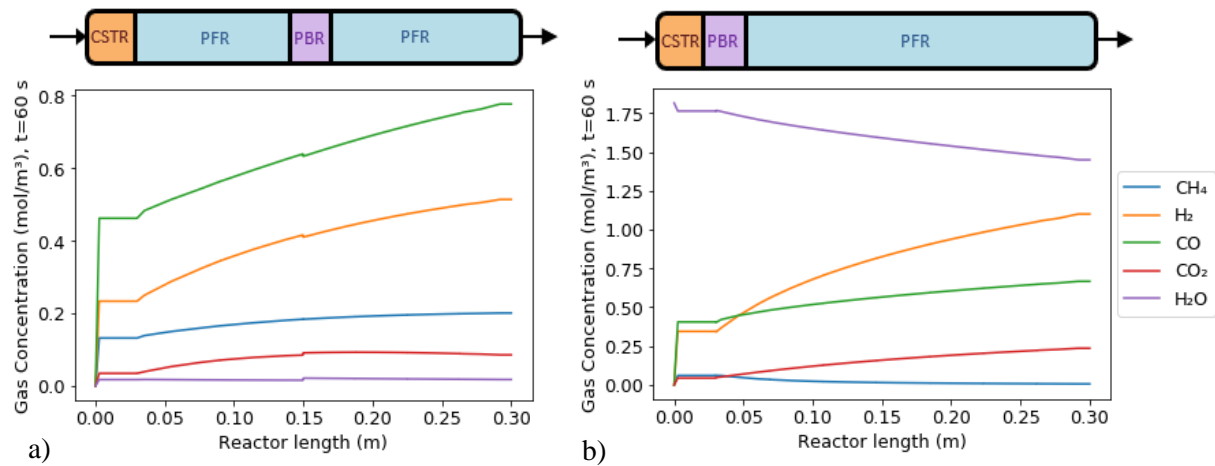 CSTR PFR PBR PFR
Gas Concentration (mol/m³), t=60 s
0.8
0.6
0.4
0.2
0.0
0.00 0.05 0.10 0.15 0.20 0.25 0.30
Reactor length (m)
a)
CSTR PBR PFR
Gas Concentration (mol/m³), t=60 s
1.75
1.50
1.25
1.00
0.75
0.50
0.25
0.00
0.00 0.05 0.10 0.15 0.20 0.25 0.30
Reactor length (m)
b)
CH₄
H₂
CO
CO₂
H₂O